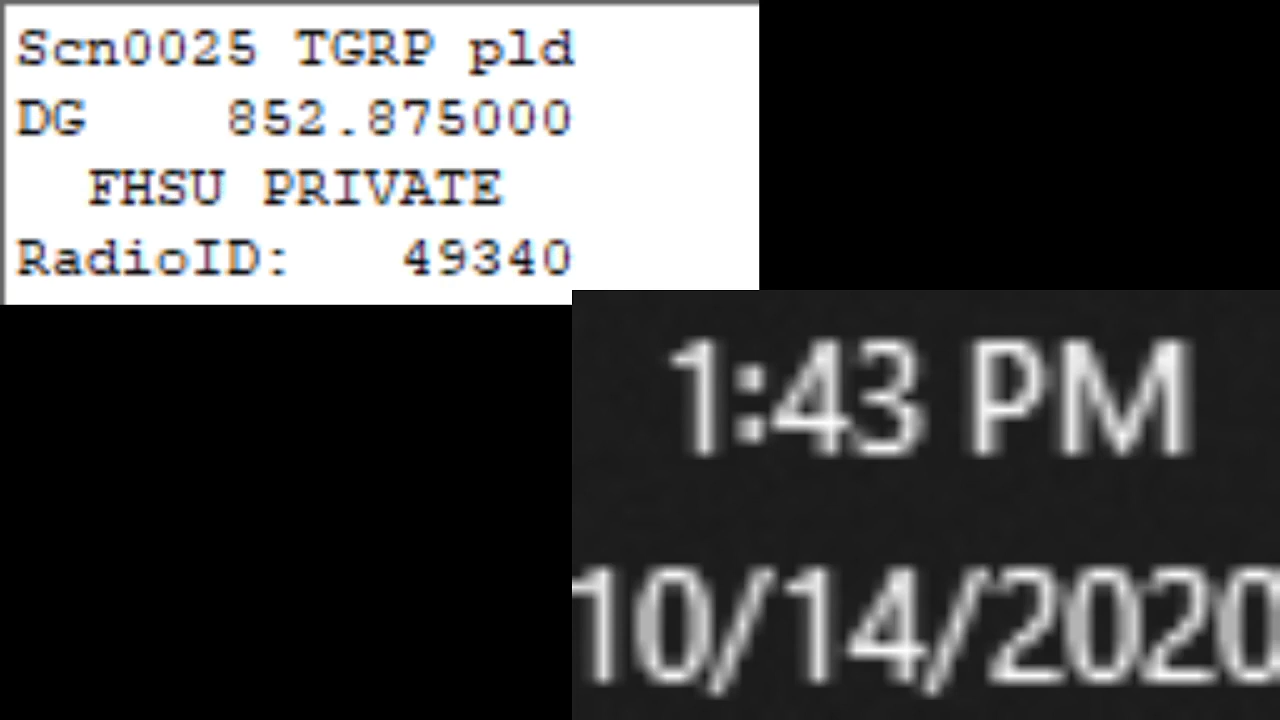 Scn0025 TGRP pld
DG 852.875000
FHSU PRIVATE
RadioID: 49340
1:43 PM
10/14/2020